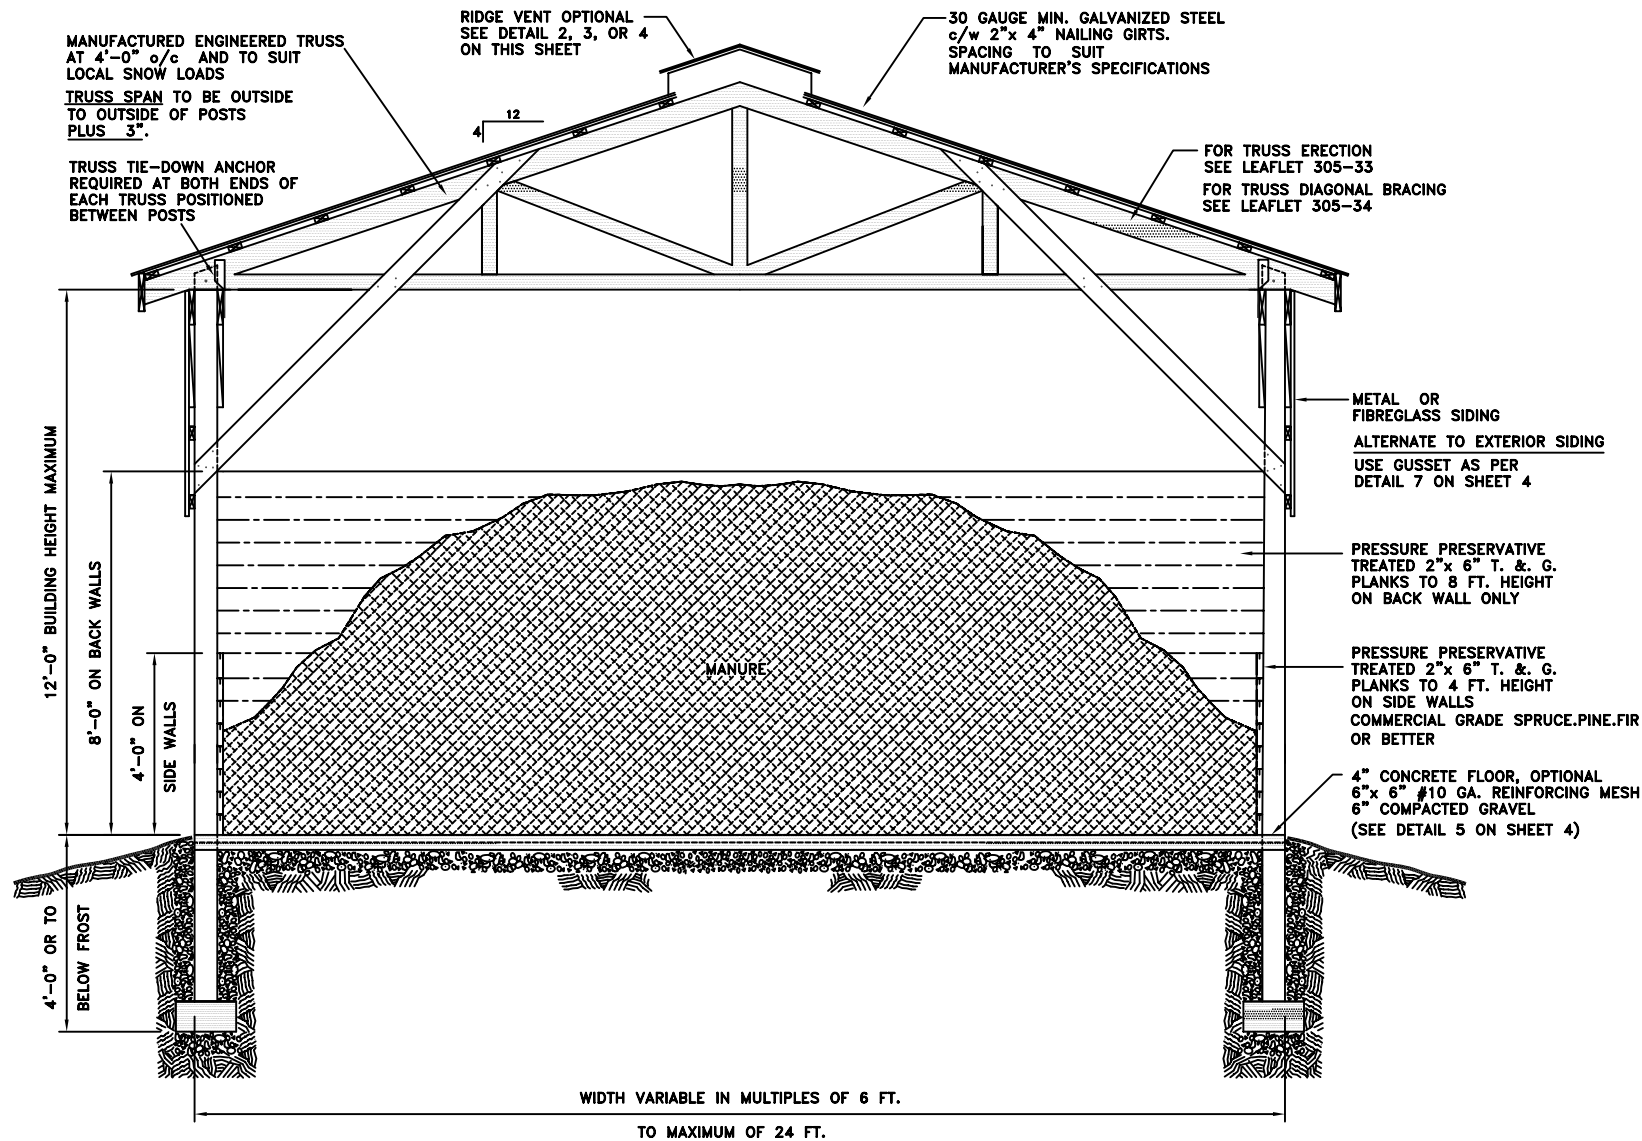 RIDGE VENT OPTIONAL
SEE DETAIL 2, 3, OR 4
ON THIS SHEET
30 GAUGE MIN. GALVANIZED STEEL
c/w 2"x 4" NAILING GIRTS.
SPACING TO SUIT
MANUFACTURER'S SPECIFICATIONS
MANUFACTURED ENGINEERED TRUSS
AT 4'-0" o/c AND TO SUIT
LOCAL SNOW LOADS
TRUSS SPAN TO BE OUTSIDE
TO OUTSIDE OF POSTS
PLUS 3".
12
4
TRUSS TIE-DOWN ANCHOR
REQUIRED AT BOTH ENDS OF
EACH TRUSS POSITIONED
BETWEEN POSTS
FOR TRUSS ERECTION
SEE LEAFLET 305-33
FOR TRUSS DIAGONAL BRACING
SEE LEAFLET 305-34
METAL OR
FIBREGLASS SIDING
ALTERNATE TO EXTERIOR SIDING
USE GUSSET AS PER
DETAIL 7 ON SHEET 4
12'-0" BUILDING HEIGHT MAXIMUM
8'-0" ON BACK WALLS
4'-0" ON
SIDE WALLS
MANURE
PRESSURE PRESERVATIVE
TREATED 2"x 6" T. &. G.
PLANKS TO 8 FT. HEIGHT
ON BACK WALL ONLY
PRESSURE PRESERVATIVE
TREATED 2"x 6" T. &. G.
PLANKS TO 4 FT. HEIGHT
ON SIDE WALLS
COMMERCIAL GRADE SPRUCE.PINE.FIR
OR BETTER
4" CONCRETE FLOOR, OPTIONAL
6"x 6" #10 GA. REINFORCING MESH
6" COMPACTED GRAVEL
(SEE DETAIL 5 ON SHEET 4)
4'-0" OR TO
BELOW FROST
WIDTH VARIABLE IN MULTIPLES OF 6 FT.
TO MAXIMUM OF 24 FT.